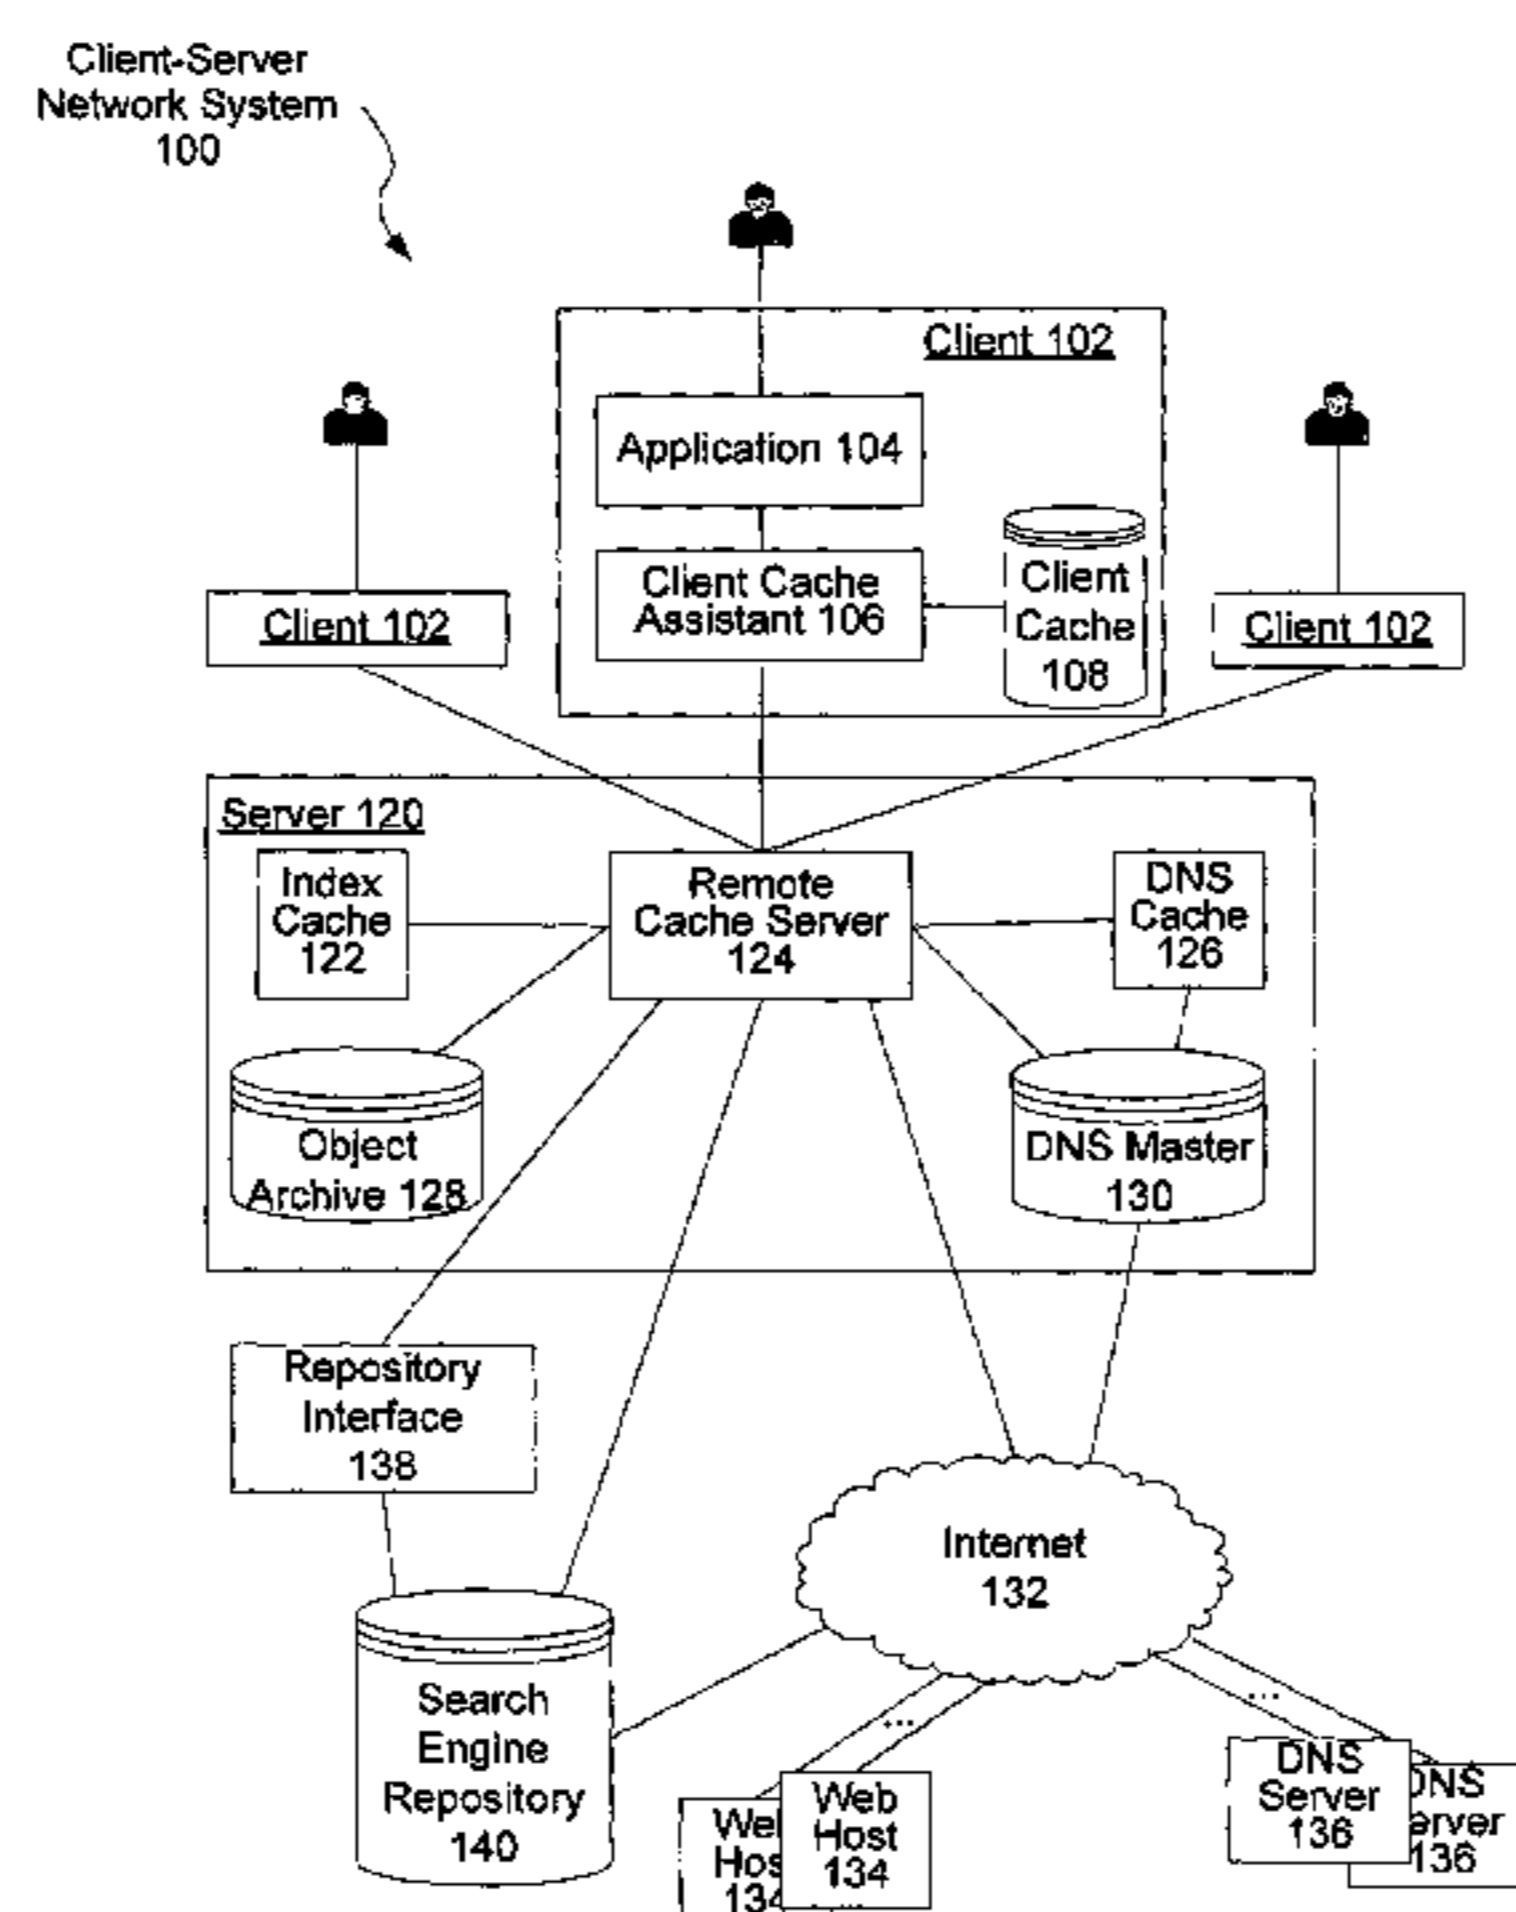 Client-Server
Network System
100
Client 102
Application 104
Client Cache
Assistant 106
Client
Cache
108
Client 102
Client 102
Server 120
Index
Cache
122
Remote
Cache Server
124
DNS
Cache
126
Object
Archive 128
DNS Master
130
Repository
Interface
138
Internet
132
Search
Engine
Repository
140
...
...
Web
Host
134
DNS
Server
136
136